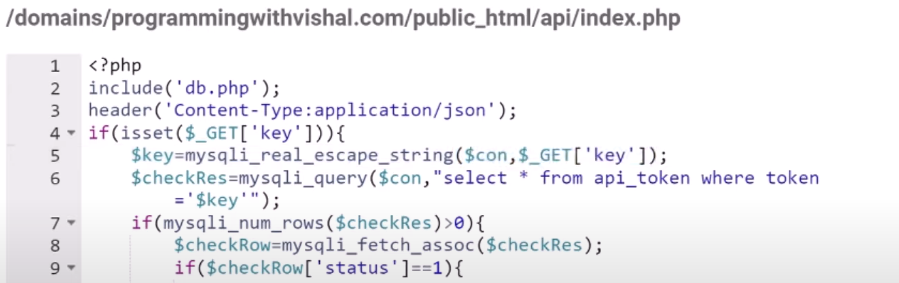 /domains/programmingwithvishal.com/public_html/api/index.php
1 <?php
2 include('db.php');
3 header('Content-Type:application/json');
4 if(isset($_GET['key'])){
5 $key=mysqli_real_escape_string($con,$_GET['key']);
6 $checkRes=mysqli_query($con,"select * from api_token where token
='$key'");
7 if(mysqli_num_rows($checkRes)>0){
8 $checkRow=mysqli_fetch_assoc($checkRes);
9 if($checkRow['status']==1){